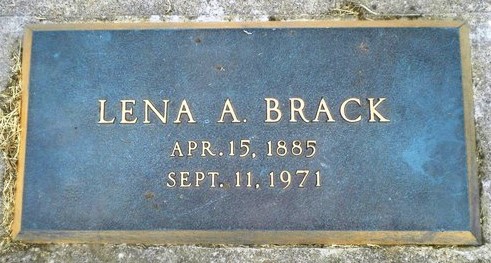 LENA A. BRACK
APR. 15, 1885
SEPT. 11, 1971